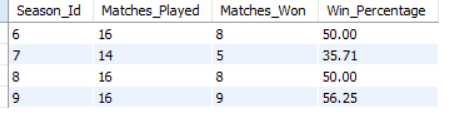 Season_Id Matches_Played Matches_Won Win_Percentage
6 16 8 50.00
7 14 5 35.71
8 16 8 50.00
9 16 9 56.25